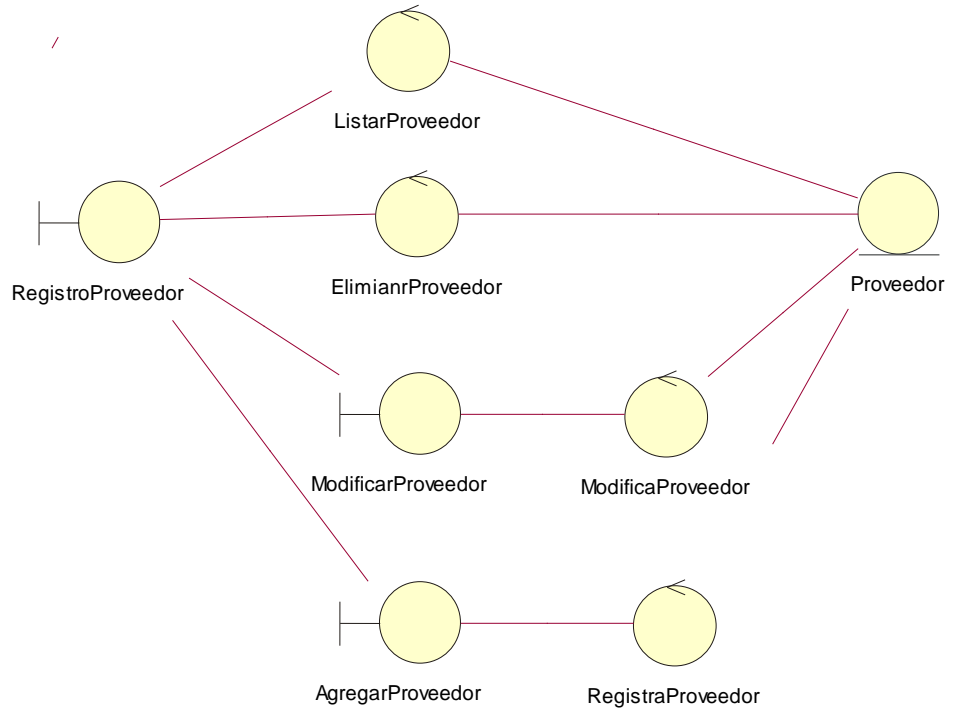 ListarProveedor
RegistroProveedor
ElimianrProveedor
Proveedor
ModificarProveedor
ModificaProveedor
AgregarProveedor
RegistraProveedor